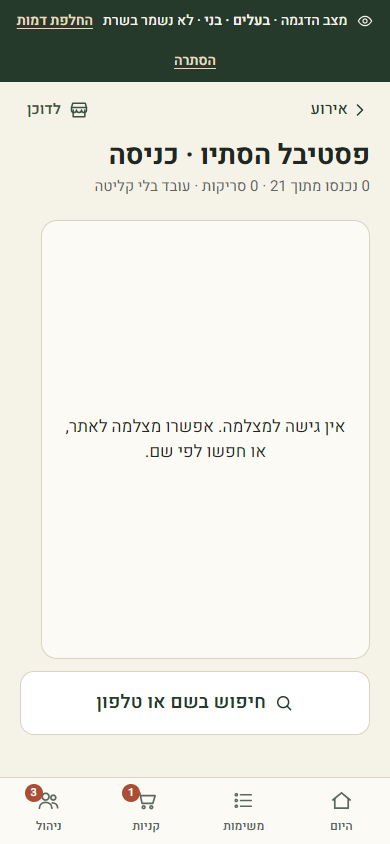 מצב הדגמה · בעלים · בני · לא נשמר בשרת החלפת דמות
הסתרה
אירוע
לדוכן
פסטיבל הסתיו · כניסה
0 נכנסו מתוך 21 · 0 סריקות · עובד בלי קליטה
אין גישה למצלמה. אפשרו מצלמה לאתר,
או חפשו לפי שם.
חיפוש בשם או טלפון
היום
משימות
1
קניות
3
ניהול